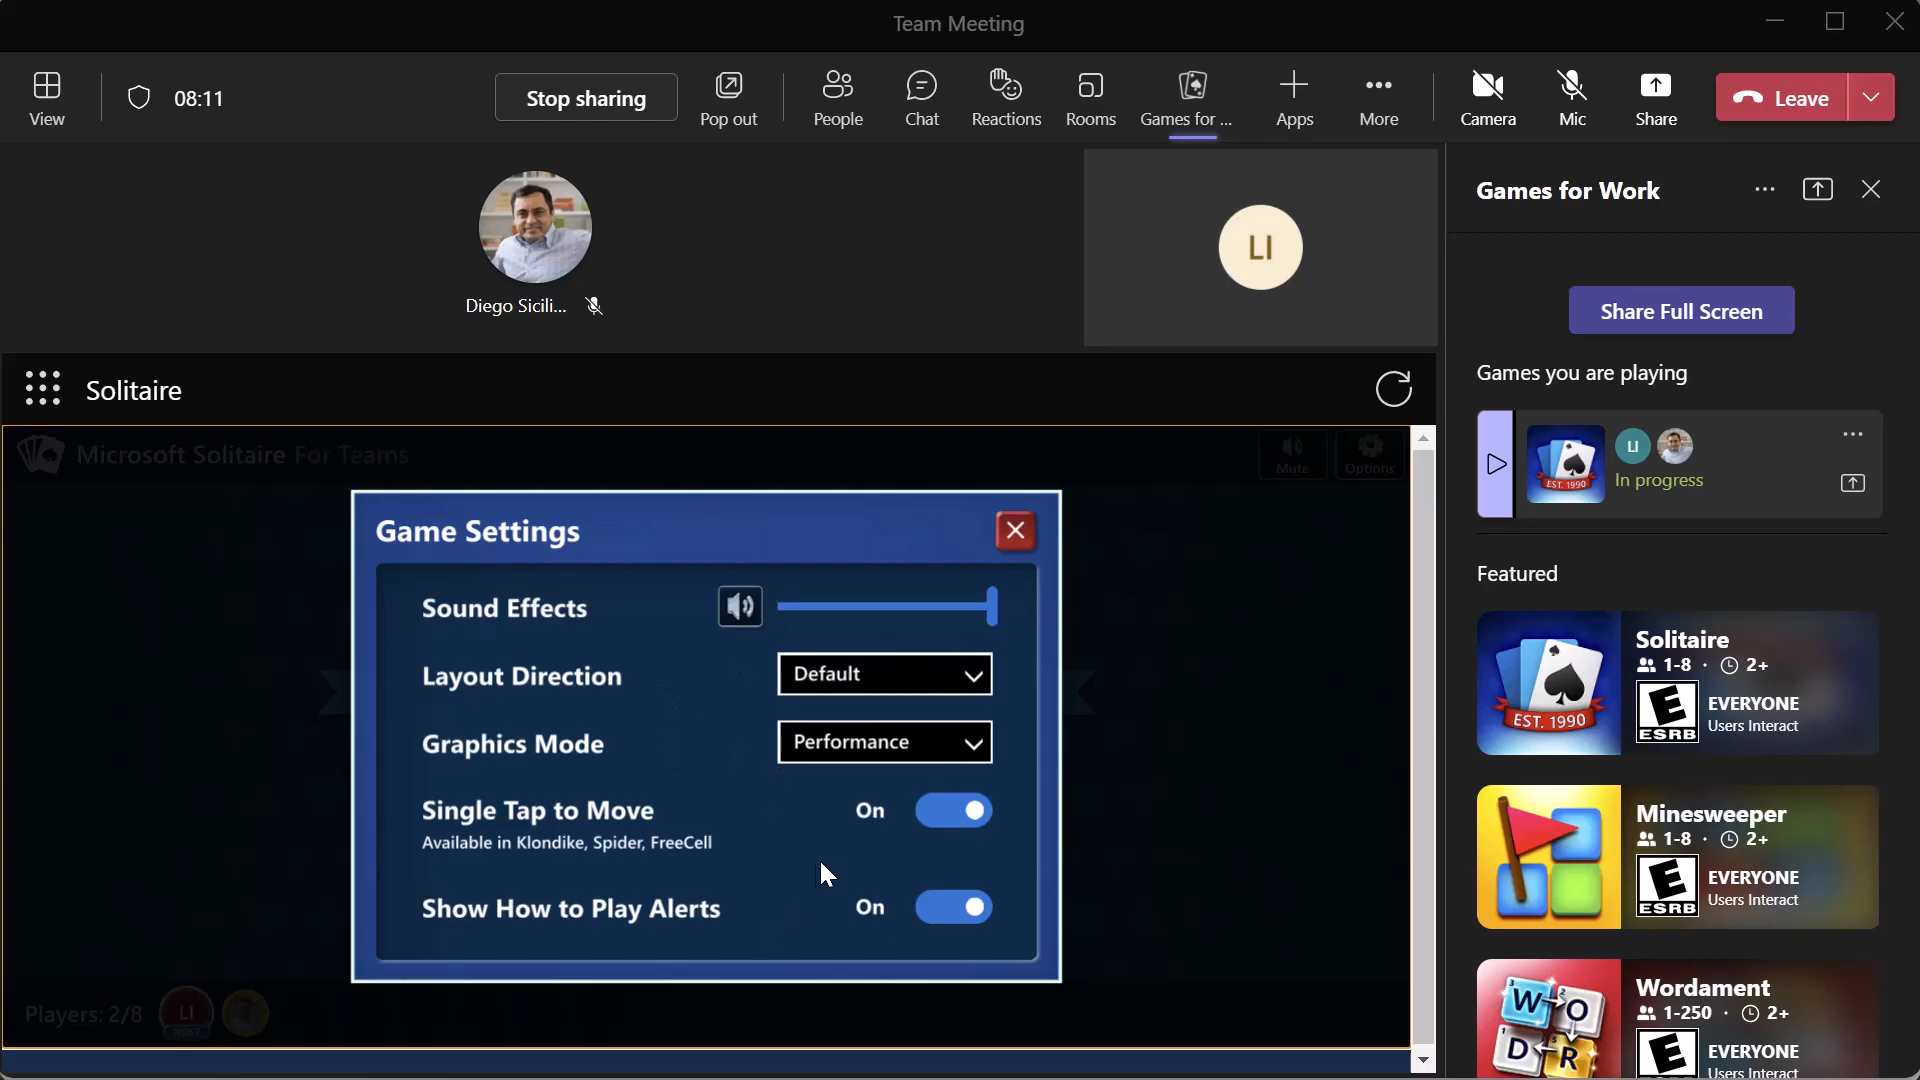 Team Meeting
View
08:11
Stop sharing
Pop out
People
Chat
Reactions
Rooms
Games for ...
Apps
More
Camera
Mic
Share
Leave
Diego Sicili...
LI
Games for Work
Share Full Screen
Games you are playing
EST. 1990
LI
In progress
Solitaire
Microsoft Solitaire For Teams
Mute
Options
Game Settings
Sound Effects
Layout Direction
Default
Graphics Mode
Performance
Single Tap to Move
On
Available in Klondike, Spider, FreeCell
Show How to Play Alerts
On
Players: 2/8
LI
HOST
Featured
EST. 1990
Solitaire
1-8 · 2+
E
ESRB
EVERYONE
Users Interact
Minesweeper
1-8 · 2+
E
ESRB
EVERYONE
Users Interact
W O
D R
Wordament
1-250 · 2+
E
EVERYONE
Users Interact